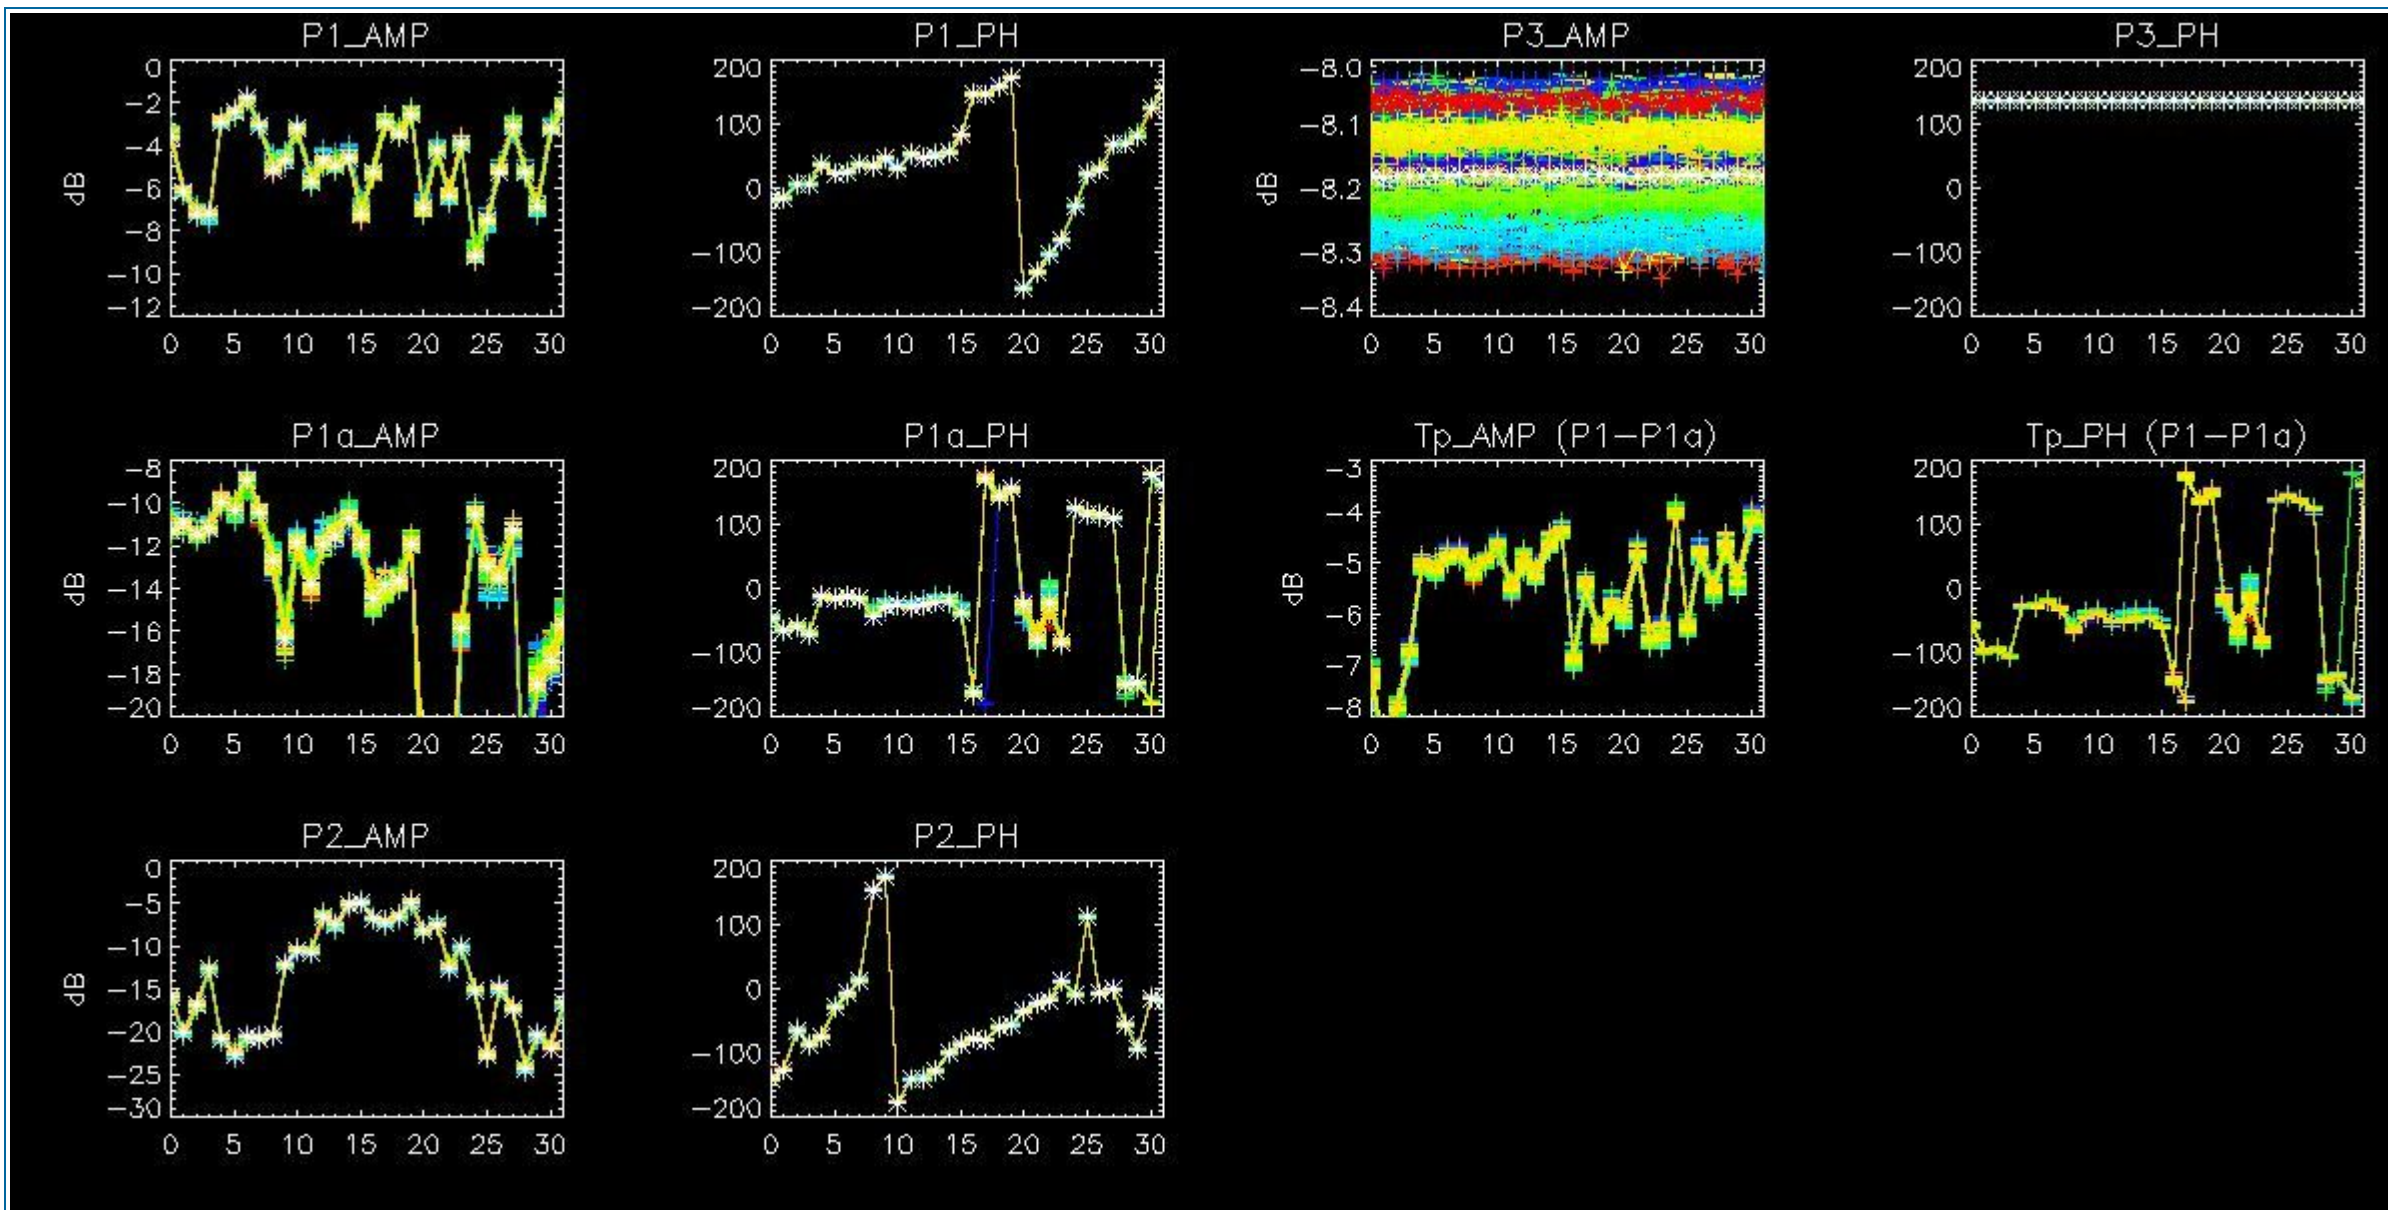 P1_AMP
P1_PH
P3_AMP
P3_PH
0
−2
−4
−6
−8
−10
−12
dB
0 5 10 15 20 25 30
200
100
0
−100
−200
0 5 10 15 20 25 30
−8.0
−8.1
−8.2
−8.3
−8.4
dB
0 5 10 15 20 25 30
200
100
0
−100
−200
0 5 10 15 20 25 30
P1a_AMP
P1a_PH
Tp_AMP (P1−P1a)
Tp_PH (P1−P1a)
−8
−10
−12
−14
−16
−18
−20
dB
0 5 10 15 20 25 30
200
100
0
−100
−200
0 5 10 15 20 25 30
−3
−4
−5
−6
−7
−8
dB
0 5 10 15 20 25 30
200
100
0
−100
−200
0 5 10 15 20 25 30
P2_AMP
P2_PH
0
−5
−10
−15
−20
−25
−30
dB
0 5 10 15 20 25 30
200
100
0
−100
−200
0 5 10 15 20 25 30